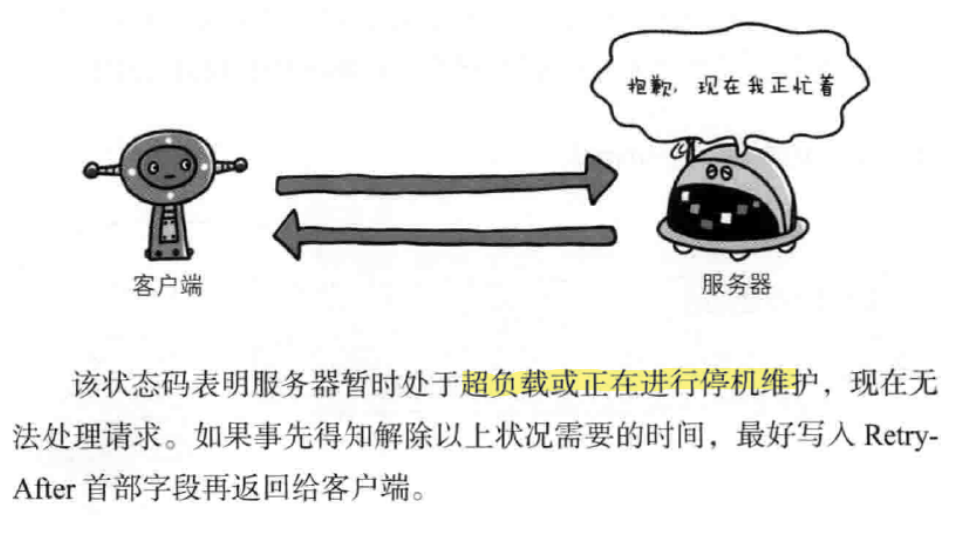 抱歉，现在我正忙着
客户端
服务器
该状态码表明服务器暂时处于超负载或正在进行停机维护，现在无
法处理请求。如果事先得知解除以上状况需要的时间，最好写入 Retry-
After 首部字段再返回给客户端。